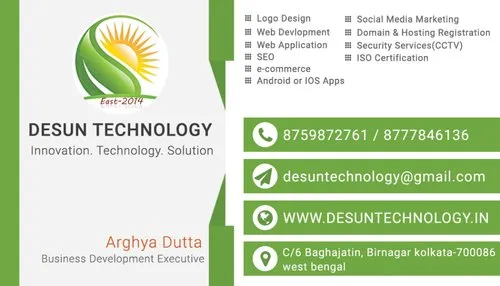 East-2014
DESUN TECHNOLOGY
Innovation. Technology. Solution
Arghya Dutta
Business Development Executive
Logo Design
Web Devlopment
Web Application
SEO
e-commerce
Android or IOS Apps
Social Media Marketing
Domain & Hosting Registration
Security Services(CCTV)
ISO Certification
8759872761 / 8777846136
desuntechnology@gmail.com
WWW.DESUNTECHNOLOGY.IN
C/6 Baghajatin, Birnagar kolkata-700086
west bengal